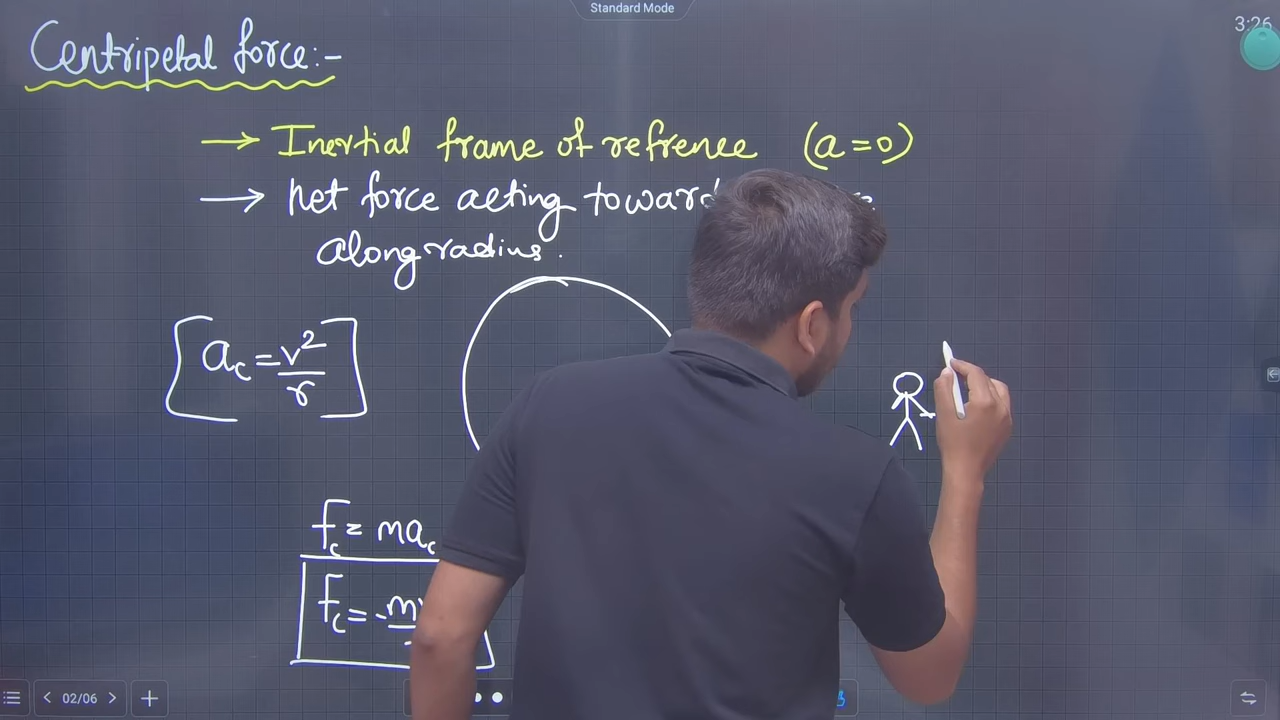 Standard Mode
3:26
Centripetal force:-
→ Inertial frame of refrence (a=0)
→ net force acting toward
along radius.
[a_c = v²/r]
f_c = ma_c
f_c = m
02/06